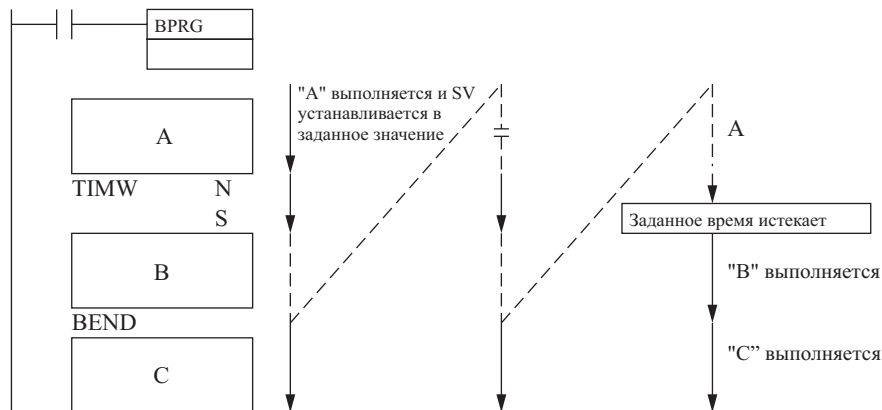 BPRG
"А" выполняется и SV
устанавливается в
заданное значение
A
A
TIMW N
S
Заданное время истекает
B
"В" выполняется
BEND
"С” выполняется
C